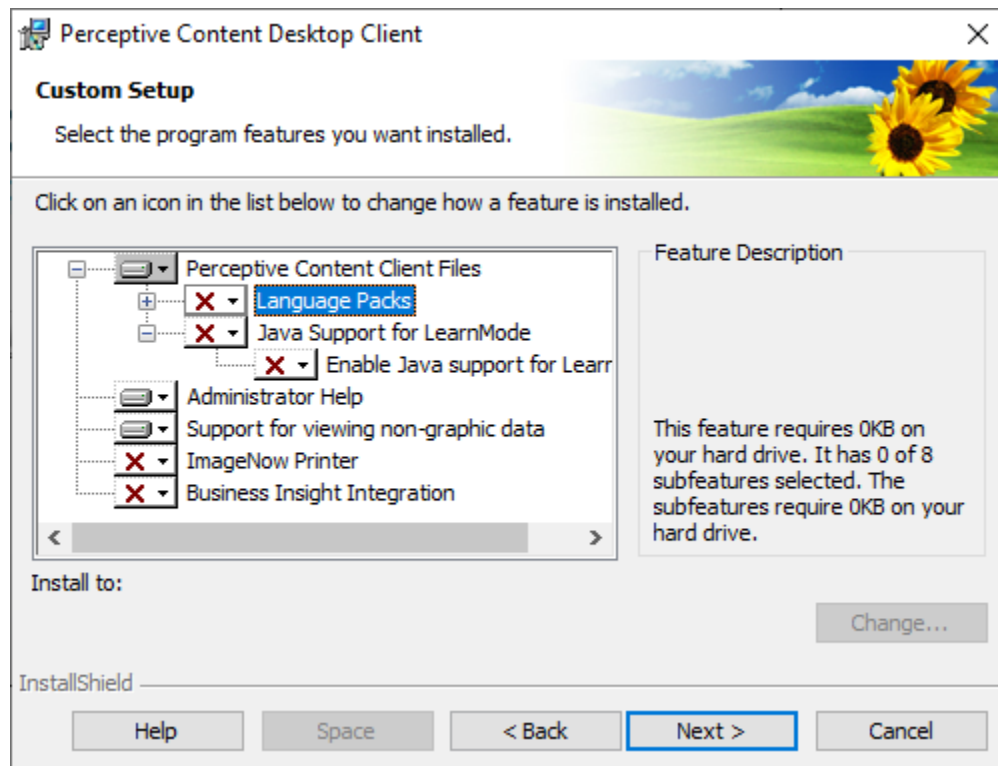 Perceptive Content Desktop Client
Custom Setup
Select the program features you want installed.
Click on an icon in the list below to change how a feature is installed.
Perceptive Content Client Files
Language Packs
Java Support for LearnMode
Enable Java support for Learr
Administrator Help
Support for viewing non-graphic data
ImageNow Printer
Business Insight Integration
Feature Description
This feature requires 0KB on
your hard drive. It has 0 of 8
subfeatures selected. The
subfeatures require 0KB on your
hard drive.
Install to:
Change...
InstallShield
Help
Space
< Back
Next >
Cancel